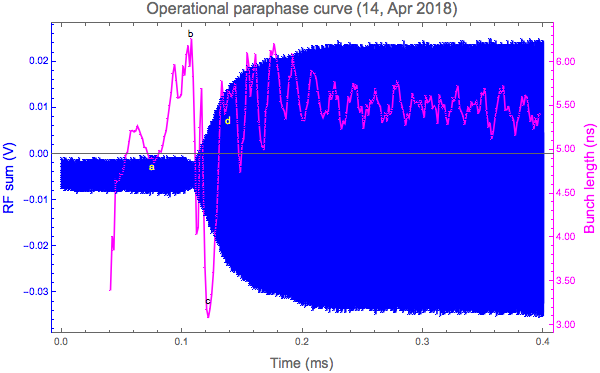 Operational paraphase curve (14, Apr 2018)
RF sum (V)
0.02
0.01
0.00
−0.01
−0.02
−0.03
b
a
d
c
6.00
5.50
5.00
4.50
4.00
3.50
3.00
Bunch length (ns)
0.0 0.1 0.2 0.3 0.4
Time (ms)